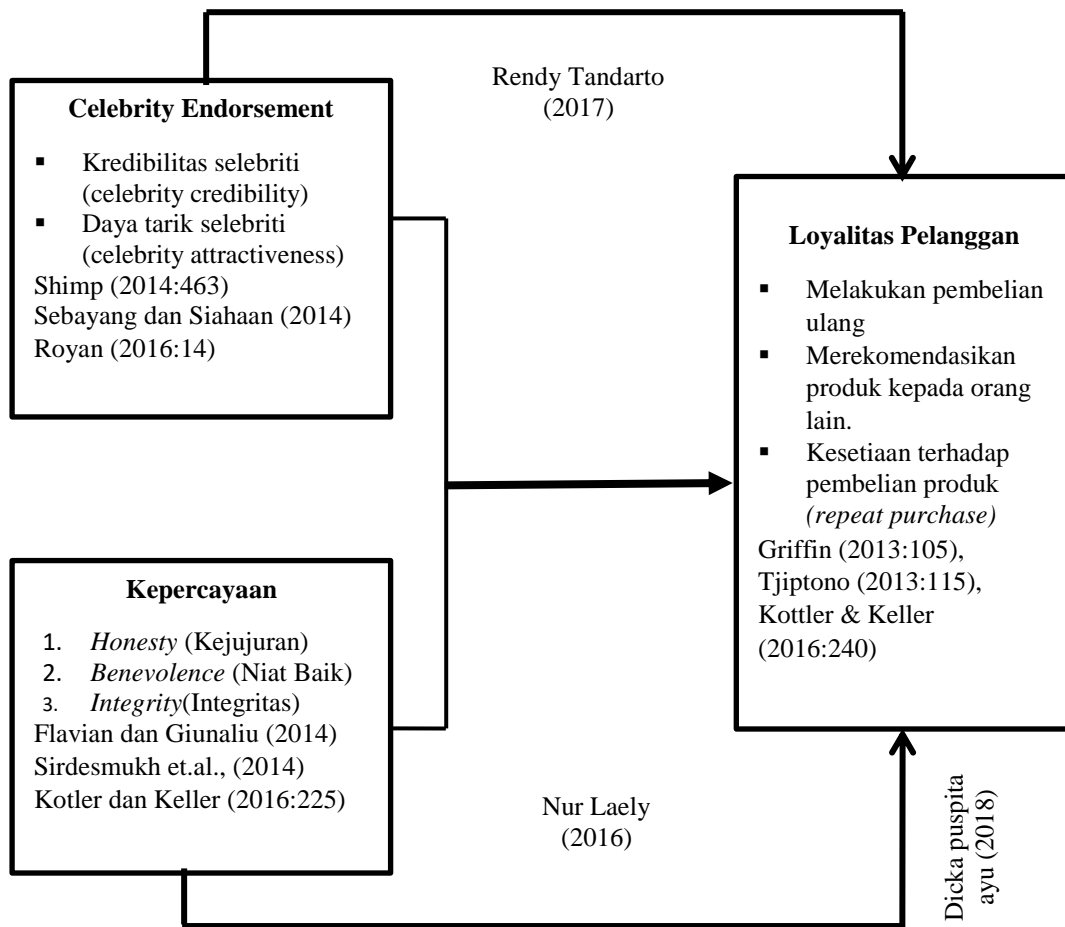 Rendy Tandarto
(2017)
Celebrity Endorsement
▪ Kredibilitas selebriti
(celebrity credibility)
▪ Daya tarik selebriti
(celebrity attractiveness)
Shimp (2014:463)
Sebayang dan Siahaan (2014)
Royan (2016:14)
Loyalitas Pelanggan
▪ Melakukan pembelian
ulang
▪ Merekomendasikan
produk kepada orang
lain.
▪ Kesetiaan terhadap
pembelian produk
(repeat purchase)
Griffin (2013:105),
Tjiptono (2013:115),
Kottler & Keller
(2016:240)
Kepercayaan
1. Honesty (Kejujuran)
2. Benevolence (Niat Baik)
3. Integrity(Integritas)
Flavian dan Giunaliu (2014)
Sirdesmukh et.al., (2014)
Kotler dan Keller (2016:225)
Nur Laely
(2016)
Dicka puspita
ayu (2018)